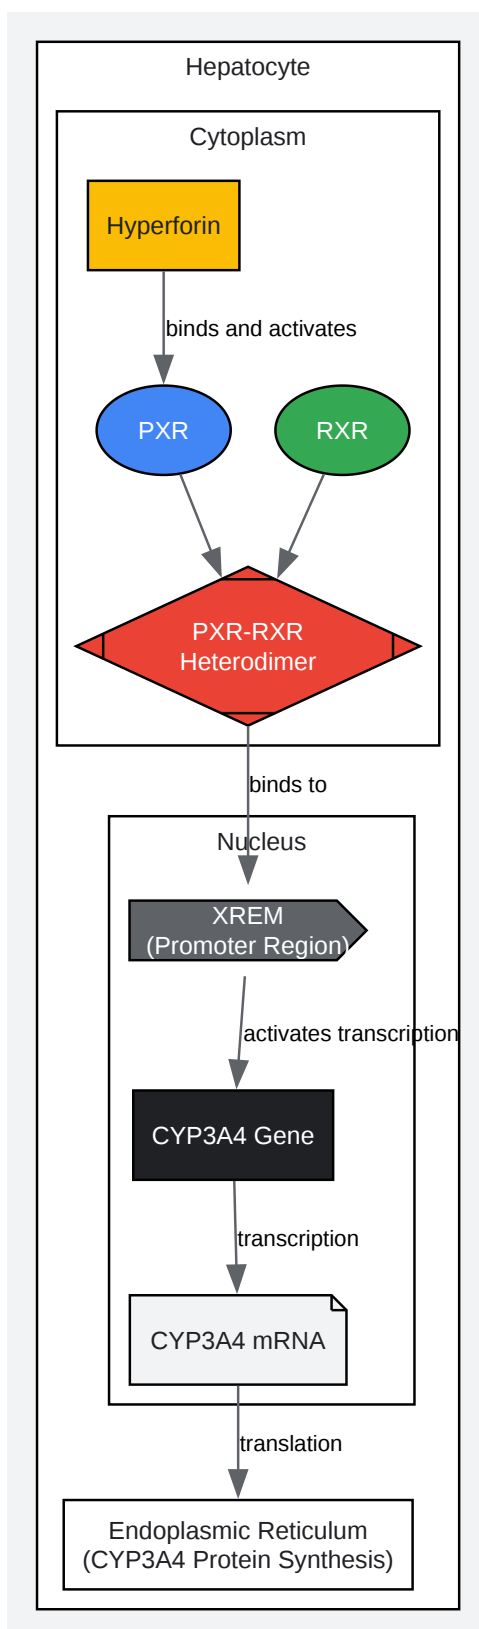 Hepatocyte
Cytoplasm
Hyperforin
binds and activates
PXR
RXR
PXR-RXR
Heterodimer
binds to
Nucleus
XREM
(Promoter Region)
activates transcription
CYP3A4 Gene
transcription
CYP3A4 mRNA
translation
Endoplasmic Reticulum
(CYP3A4 Protein Synthesis)